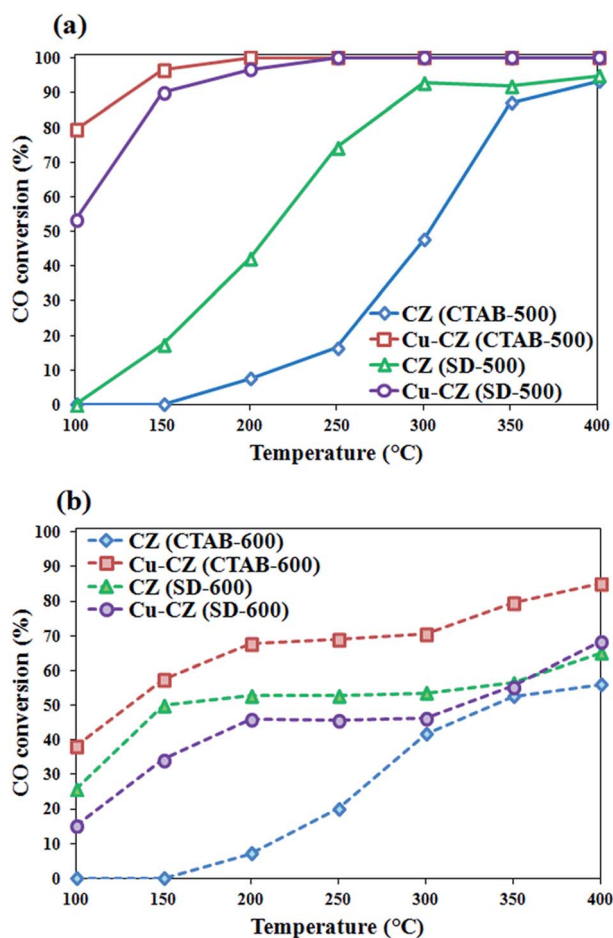 (a)
100
90
80
70
60
50
40
30
20
10
0
CO conversion (%)
CZ (CTAB-500)
Cu-CZ (CTAB-500)
CZ (SD-500)
Cu-CZ (SD-500)
100 150 200 250 300 350 400
Temperature (°C)
(b)
100
90
80
70
60
50
40
30
20
10
0
CO conversion (%)
CZ (CTAB-600)
Cu-CZ (CTAB-600)
CZ (SD-600)
Cu-CZ (SD-600)
100 150 200 250 300 350 400
Temperature (°C)